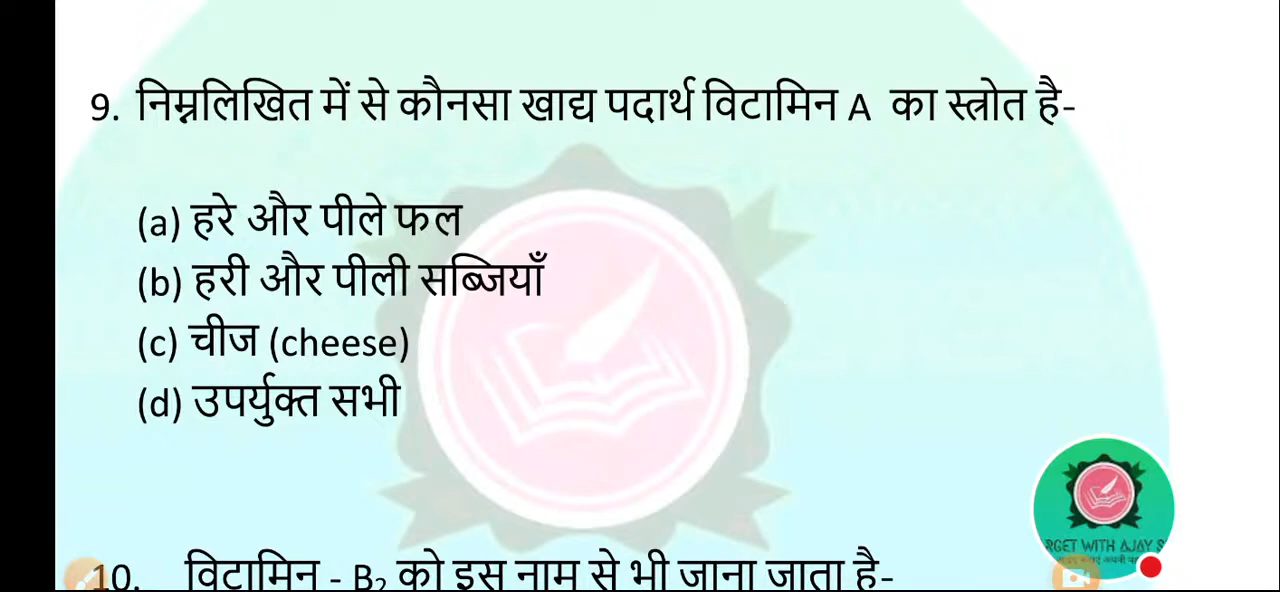 9. निम्नलिखित में से कौनसा खाद्य पदार्थ विटामिन A का स्त्रोत है-
(a) हरे और पीले फल
(b) हरी और पीली सब्जियाँ
(c) चीज (cheese)
(d) उपर्युक्त सभी
RGET WITH AJAY S
10. विटामिन - B₂ को इस नाम से भी जाना जाता है-